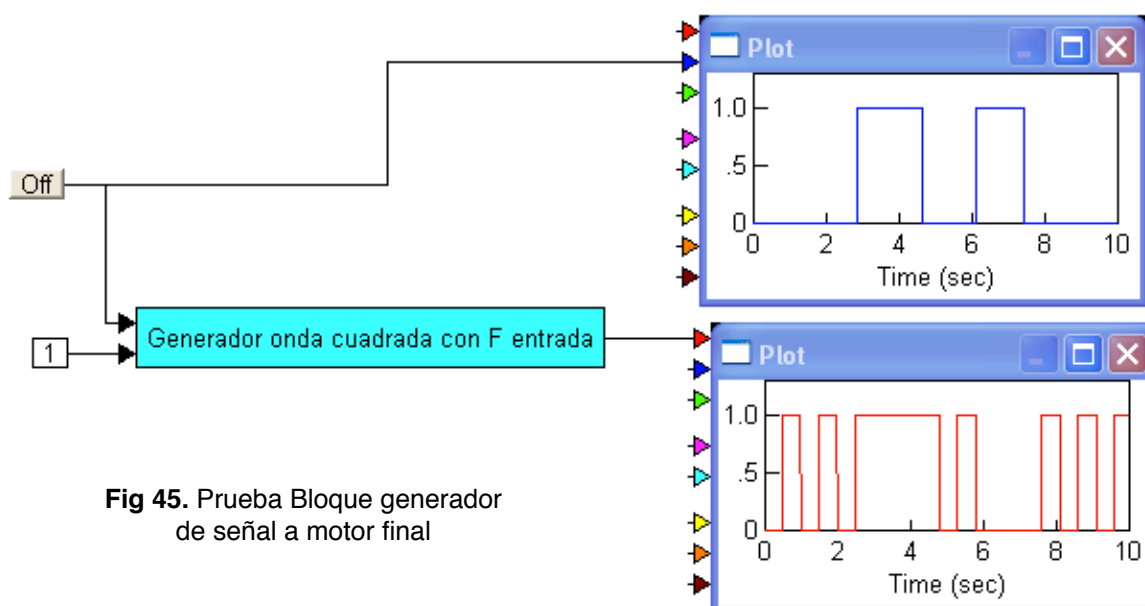 Plot
1.0
.5
0
0 2 4 6 8 10
Time (sec)
Off
1
Generador onda cuadrada con F entrada
Plot
1.0
.5
0
0 2 4 6 8 10
Time (sec)
Fig 45. Prueba Bloque generador
de señal a motor final